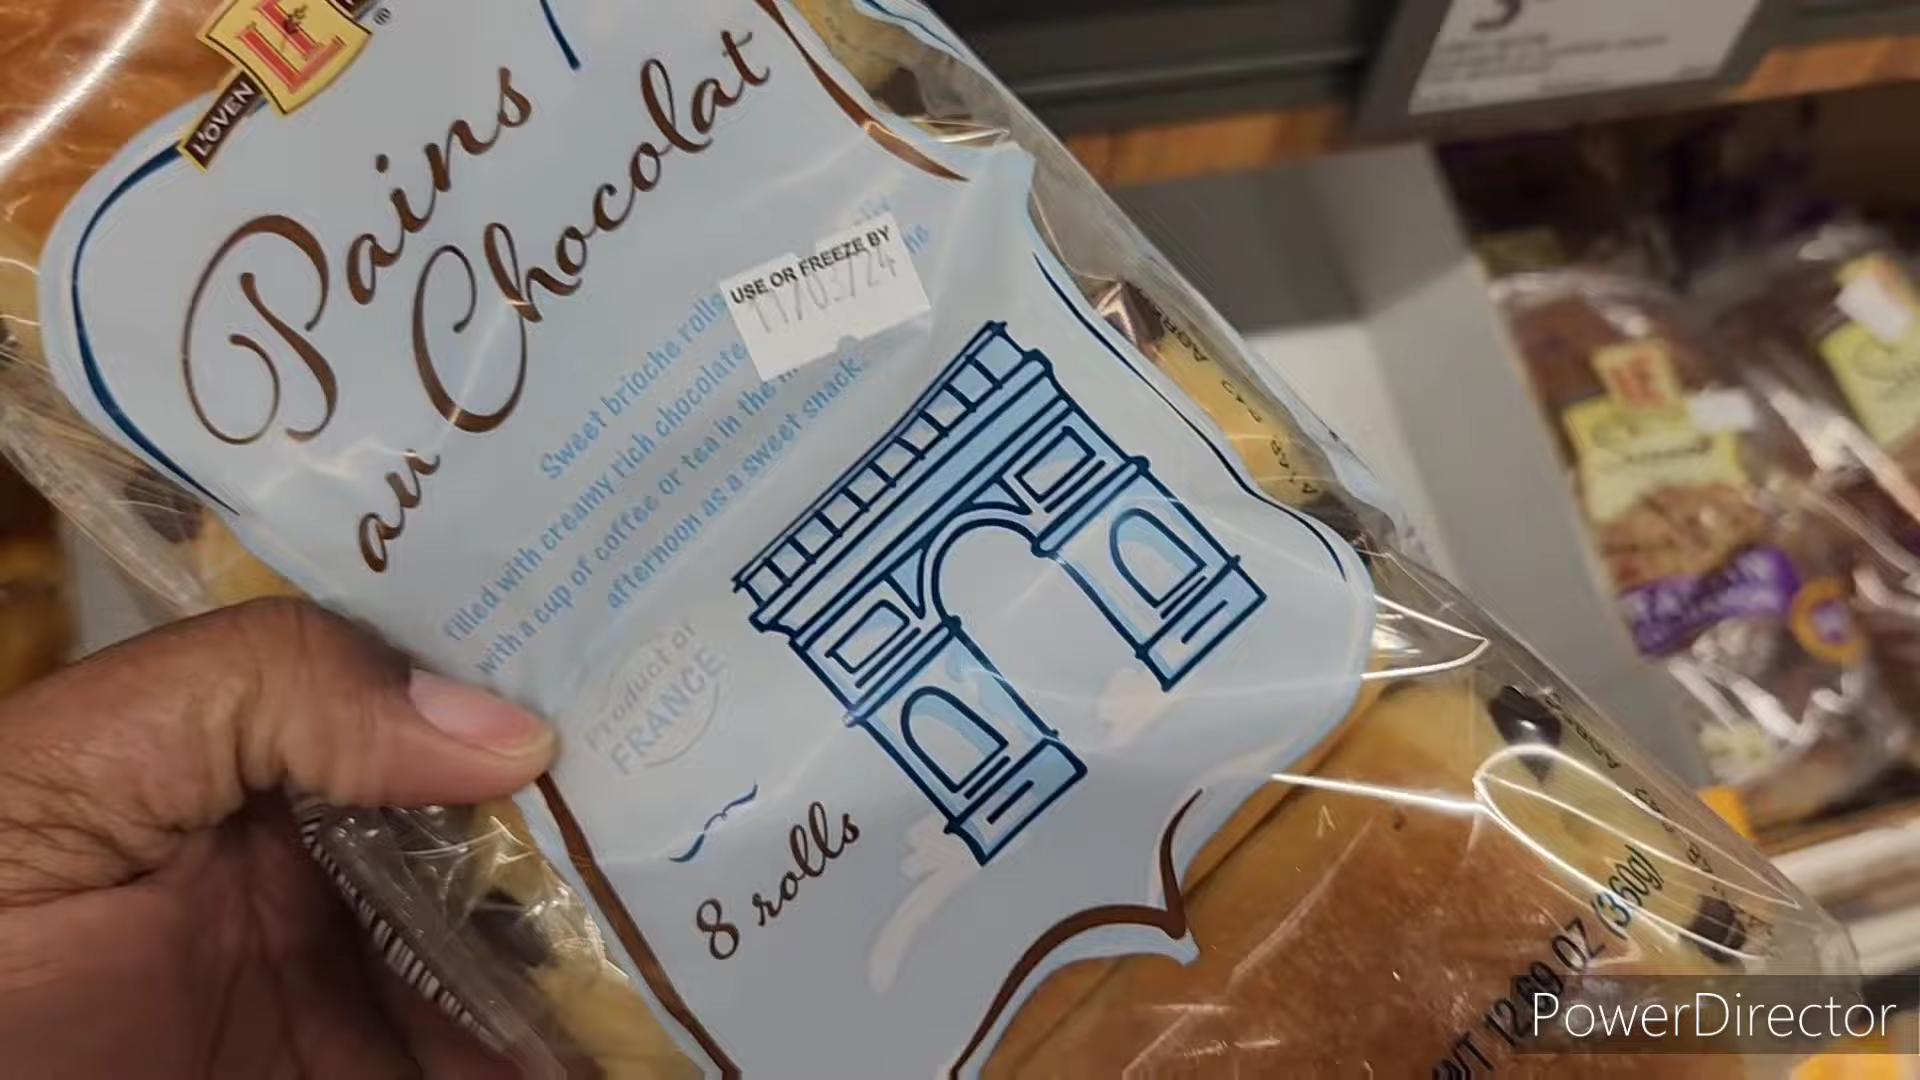 L'OVEN
Pains
au Chocolat
USE OR FREEZE BY
11/03/24
Sweet brioche rolls
filled with creamy rich chocolate
with a cup of coffee or tea in the
afternoon as a sweet snack.
Product of
FRANCE
8 rolls
12.69 OZ (360g)
PowerDirector